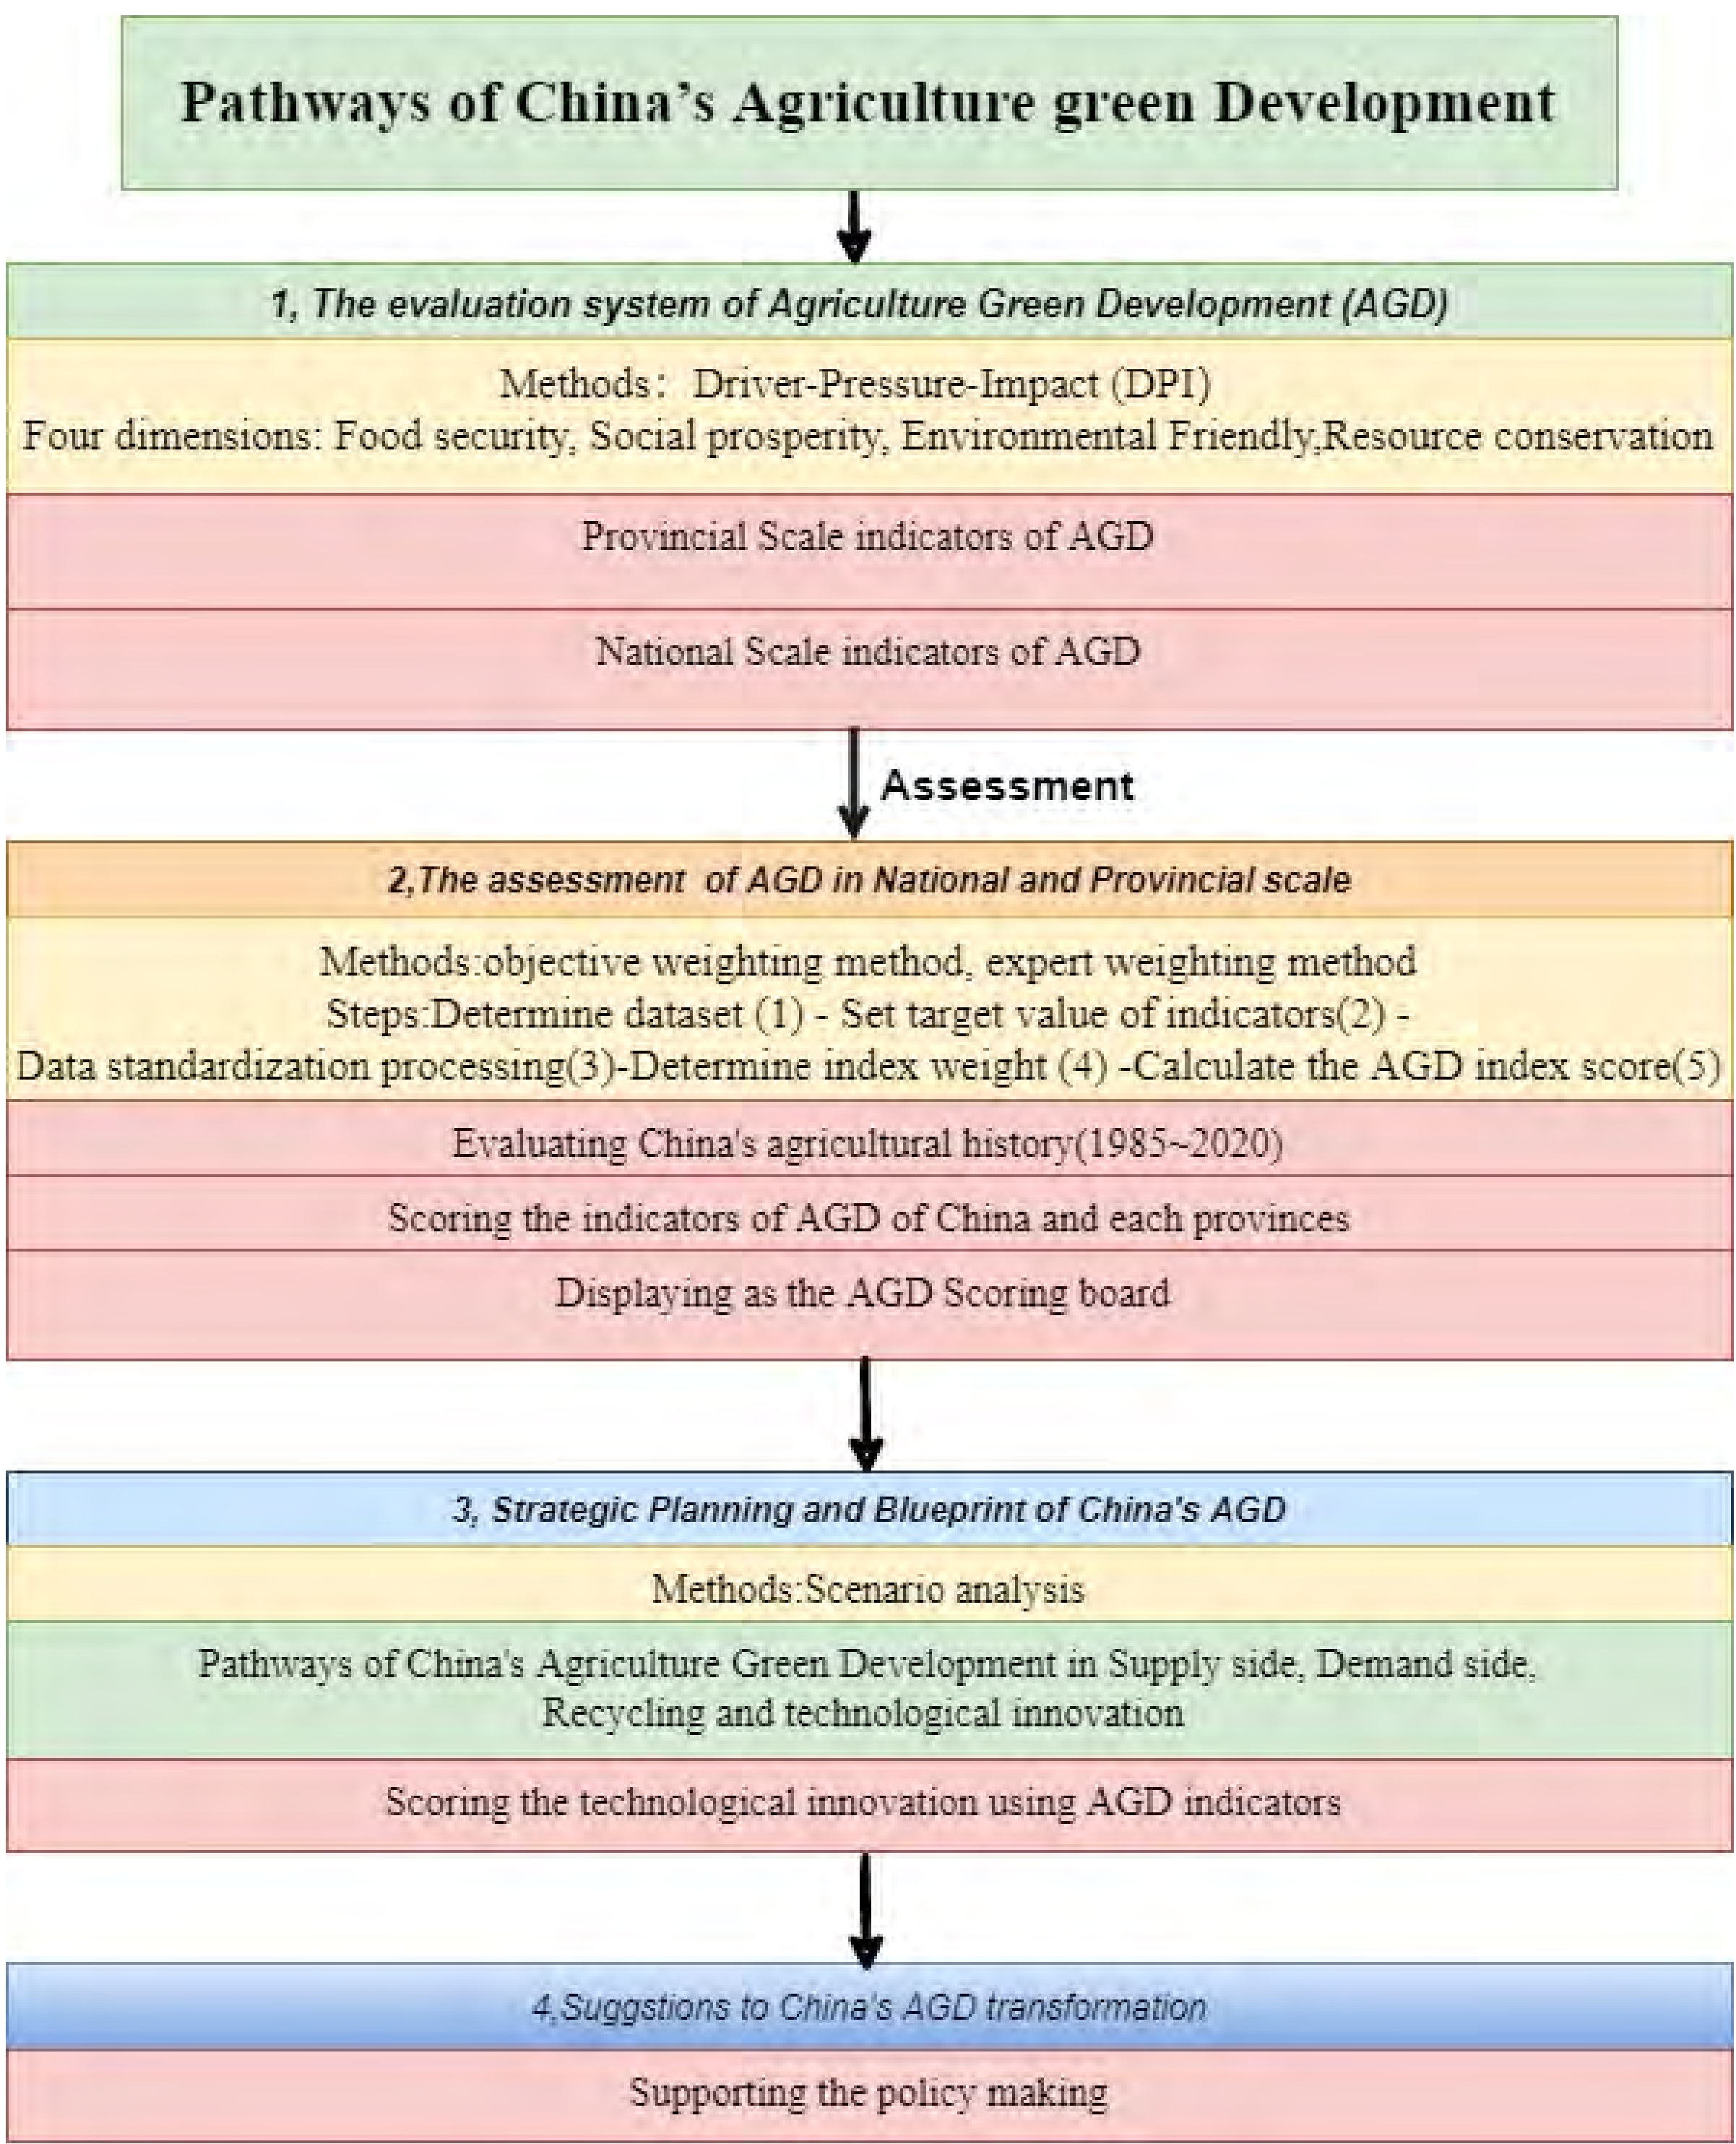 Pathways of China’s Agriculture green Development
1, The evaluation system of Agriculture Green Development (AGD)
Methods： Driver-Pressure-Impact (DPI)
Four dimensions: Food security, Social prosperity, Environmental Friendly,Resource conservation
Provincial Scale indicators of AGD
National Scale indicators of AGD
Assessment
2,The assessment of AGD in National and Provincial scale
Methods:objective weighting method, expert weighting method
Steps:Determine dataset (1) - Set target value of indicators(2) -
Data standardization processing(3)-Determine index weight (4) -Calculate the AGD index score(5)
Evaluating China's agricultural history(1985~2020)
Scoring the indicators of AGD of China and each provinces
Displaying as the AGD Scoring board
3, Strategic Planning and Blueprint of China's AGD
Methods:Scenario analysis
Pathways of China's Agriculture Green Development in Supply side, Demand side,
Recycling and technological innovation
Scoring the technological innovation using AGD indicators
4,Suggstions to China's AGD transformation
Supporting the policy making